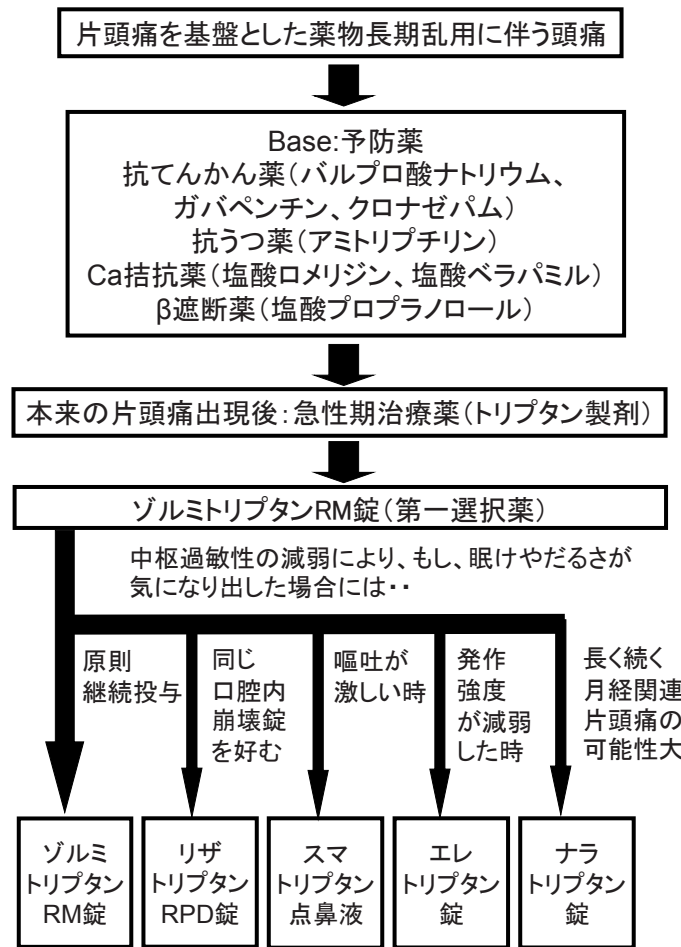 片頭痛を基盤とした薬物長期乱用に伴う頭痛
Base:予防薬
抗てんかん薬（バルプロ酸ナトリウム、
ガバペンチン、クロナゼパム）
抗うつ薬（アミトリプチリン）
Ca拮抗薬（塩酸ロメリジン、塩酸ベラパミル）
β遮断薬（塩酸プロプラノロール）
本来の片頭痛出現後：急性期治療薬（トリプタン製剤）
ゾルミトリプタンRM錠（第一選択薬）
中枢過敏性の減弱により、もし、眠けやだるさが
気になり出した場合には・・
原則
継続投与
同じ
口腔内
崩壊錠
を好む
嘔吐が
激しい時
発作
強度
が減弱
した時
長く続く
月経関連
片頭痛の
可能性大
ゾルミ
トリプタン
RM錠
リザ
トリプタン
RPD錠
スマ
トリプタン
点鼻液
エレ
トリプタン
錠
ナラ
トリプタン
錠